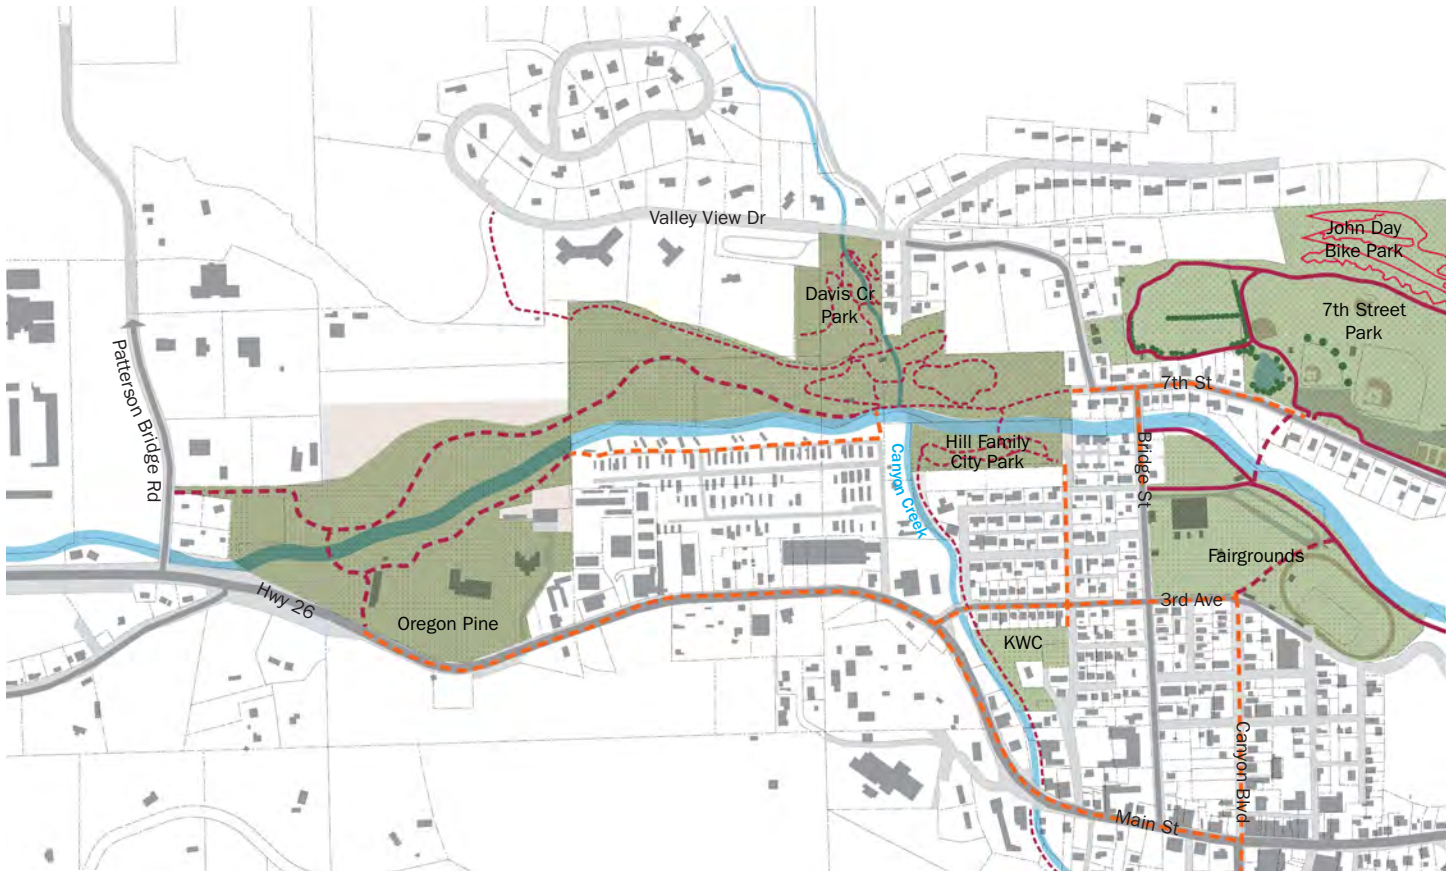 Valley View Dr
John Day
Bike Park
Davis Cr
Park
7th Street
Park
Patterson Bridge Rd
7th St
Bridge St
Hill Family
City Park
Canyon Creek
Fairgrounds
Hwy 26
3rd Ave
Oregon Pine
KWC
Canyon Blvd
Main St